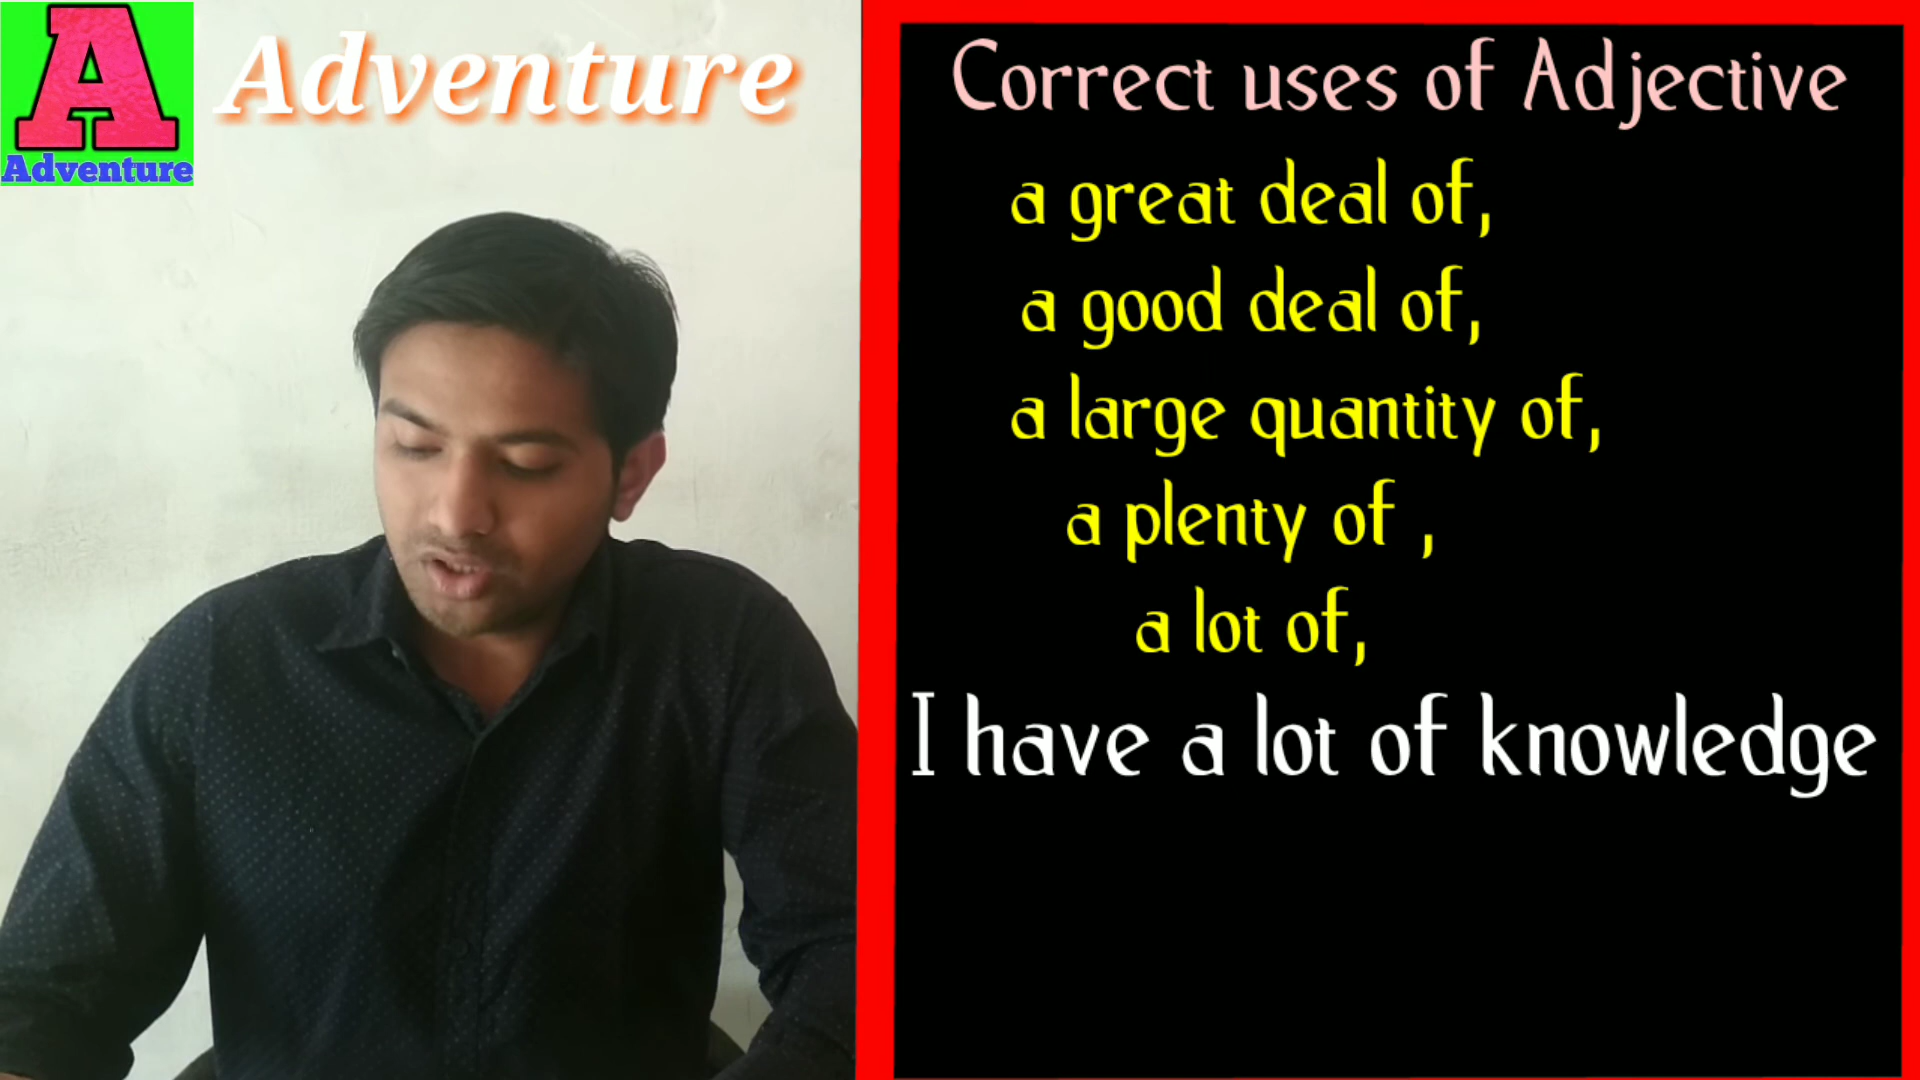 A
Adventure
Adventure
Correct uses of Adjective
a great deal of,
a good deal of,
a large quantity of,
a plenty of ,
a lot of,
I have a lot of knowledge